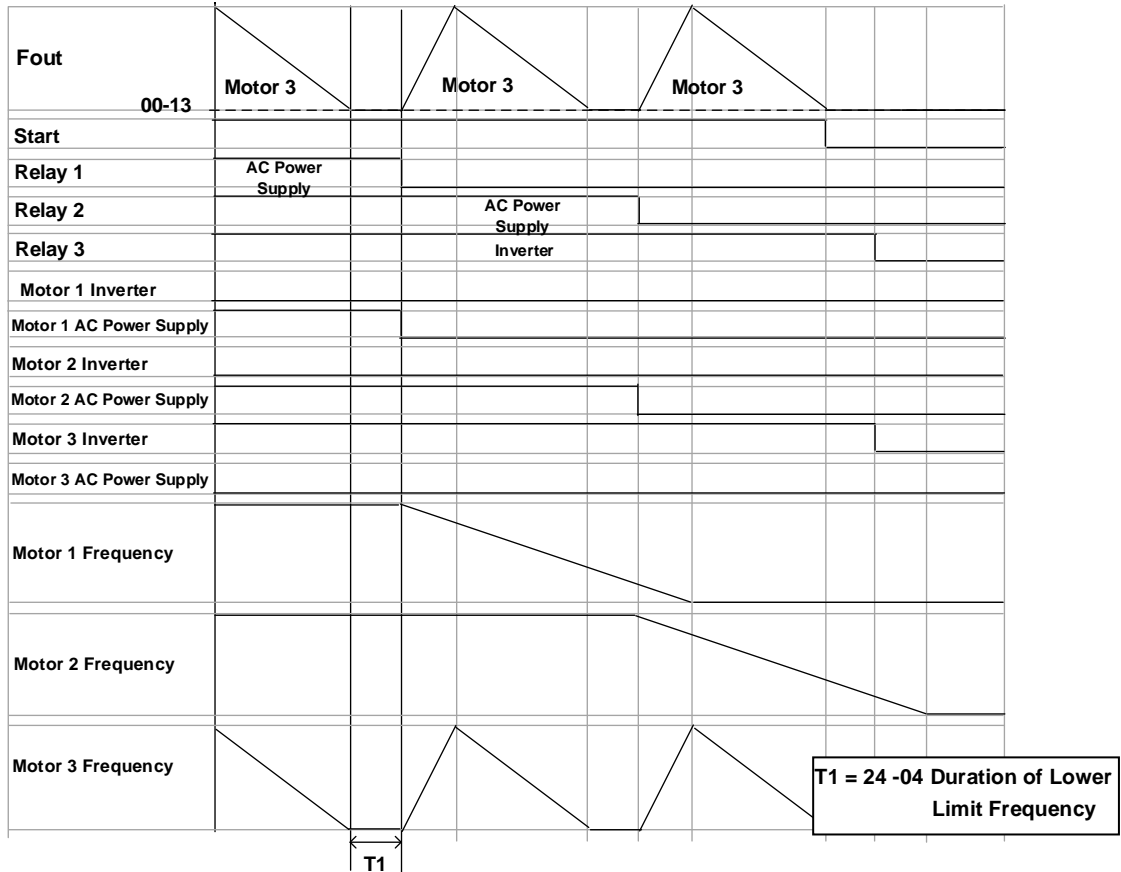 Fout
Motor 3
Motor 3
Motor 3
00-13
Start
Relay 1
AC Power
Supply
Relay 2
AC Power
Supply
Relay 3
Inverter
Motor 1 Inverter
Motor 1 AC Power Supply
Motor 2 Inverter
Motor 2 AC Power Supply
Motor 3 Inverter
Motor 3 AC Power Supply
Motor 1 Frequency
Motor 2 Frequency
Motor 3 Frequency
T1 = 24 -04 Duration of Lower
Limit Frequency
T1